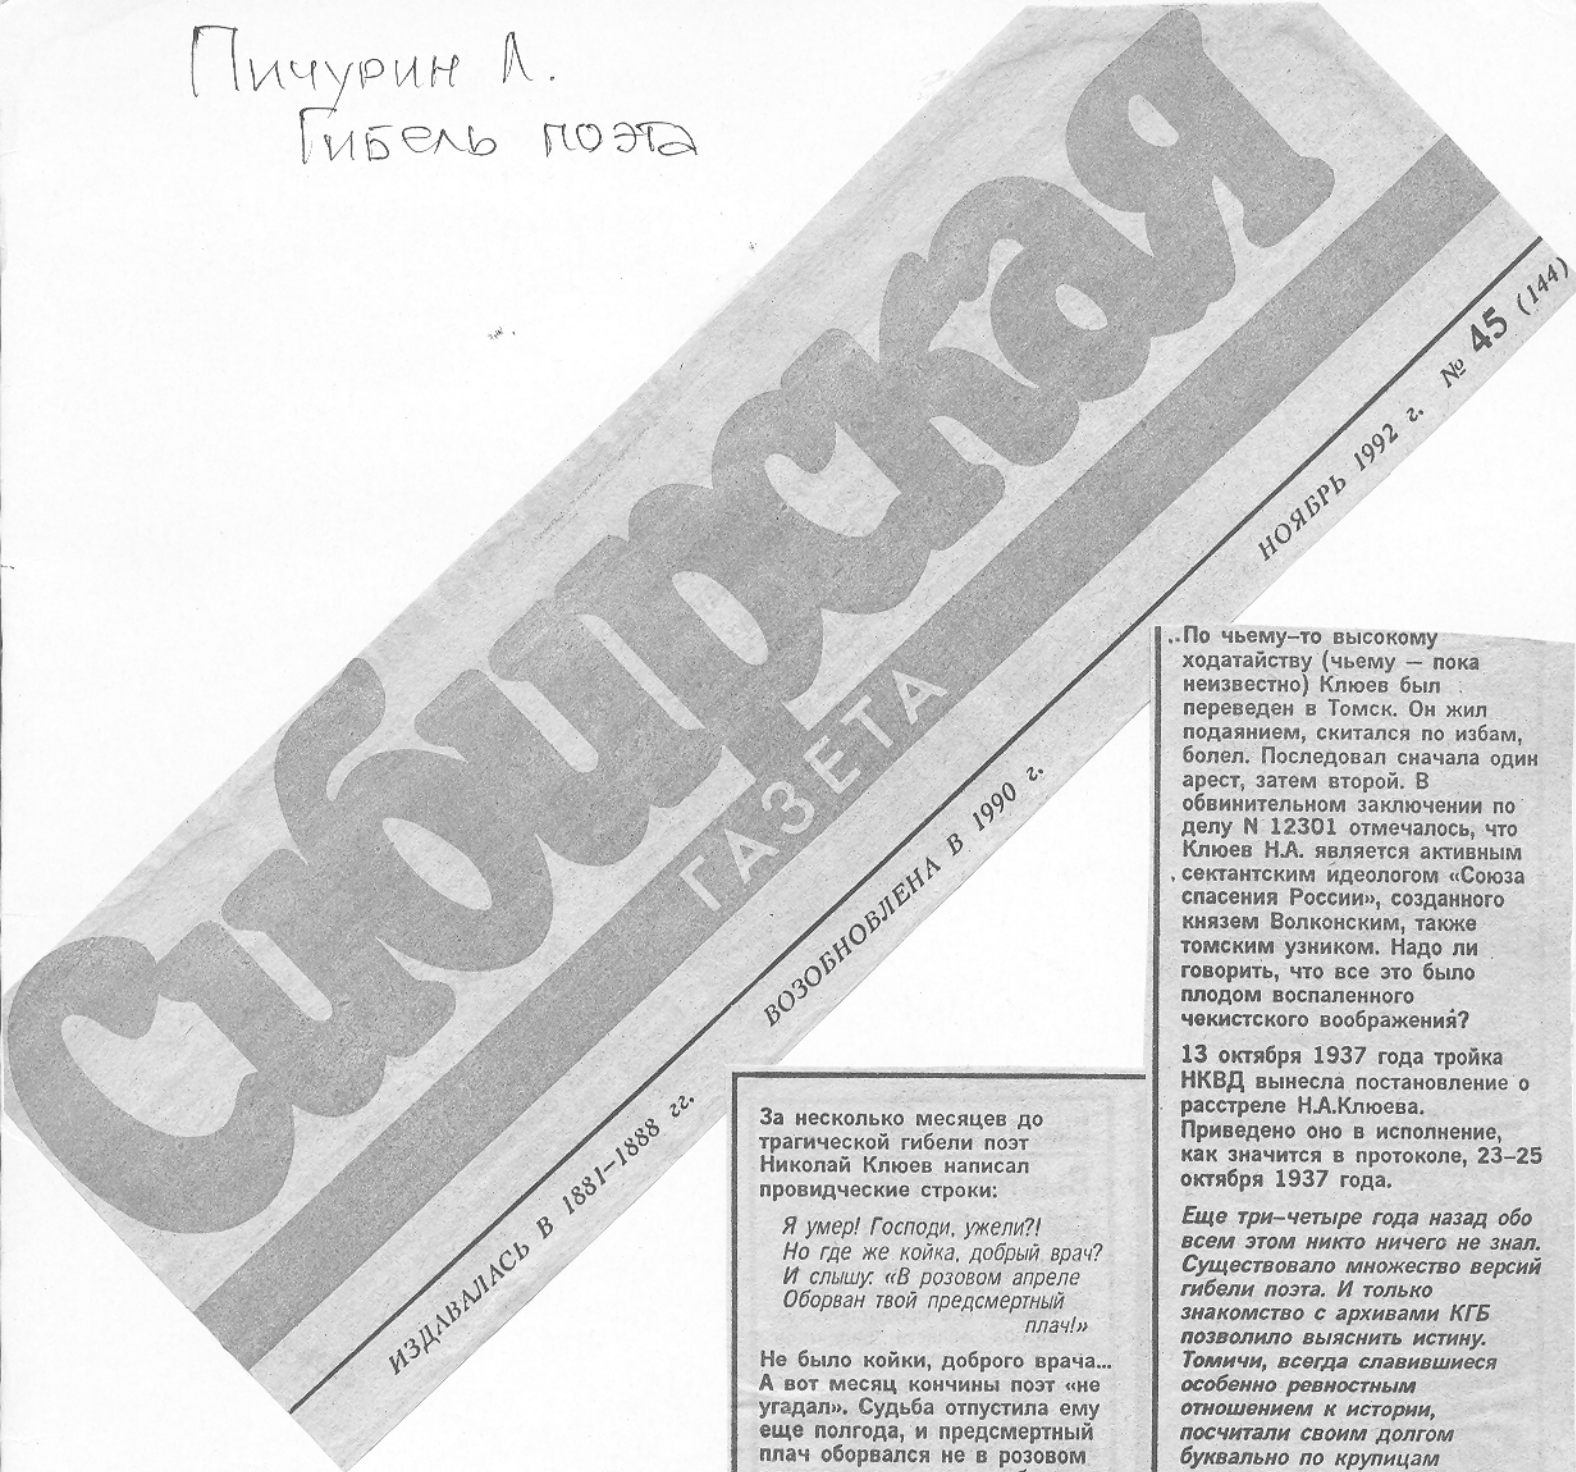 Пичурин Л.
Гибель поэта
Сибирская
ГАЗЕТА
ИЗДАВАЛАСЬ В 1881–1888 гг. ВОЗОБНОВЛЕНА В 1990 г. НОЯБРЬ 1992 г. № 45 (144)
За несколько месяцев до
трагической гибели поэт
Николай Клюев написал
провидческие строки:
Я умер! Господи, ужели?!
Но где же койка, добрый врач?
И слышу: «В розовом апреле
Оборван твой предсмертный
плач!»
Не было койки, доброго врача...
А вот месяц кончины поэт «не
угадал». Судьба отпустила ему
еще полгода, и предсмертный
плач оборвался не в розовом
..По чьему–то высокому
ходатайству (чьему — пока
неизвестно) Клюев был
переведен в Томск. Он жил
подаянием, скитался по избам,
болел. Последовал сначала один
арест, затем второй. В
обвинительном заключении по
делу N 12301 отмечалось, что
Клюев Н.А. является активным
сектантским идеологом «Союза
спасения России», созданного
князем Волконским, также
томским узником. Надо ли
говорить, что все это было
плодом воспаленного
чекистского воображения?
13 октября 1937 года тройка
НКВД вынесла постановление о
расстреле Н.А.Клюева.
Приведено оно в исполнение,
как значится в протоколе, 23–25
октября 1937 года.
Еще три–четыре года назад обо
всем этом никто ничего не знал.
Существовало множество версий
гибели поэта. И только
знакомство с архивами КГБ
позволило выяснить истину.
Томичи, всегда славившиеся
особенно ревностным
отношением к истории,
посчитали своим долгом
буквально по крупицам